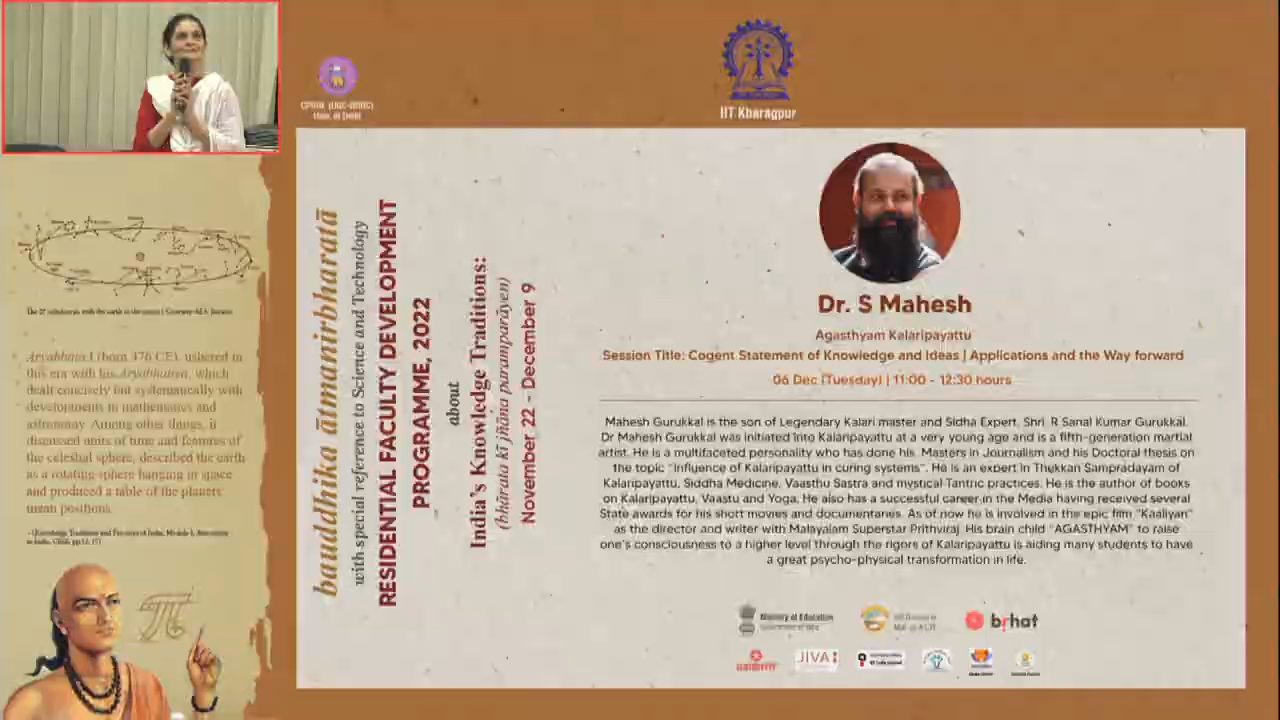 IIT Kharagpur
The 27 nakshatras with the earth in the centre | Courtesy
Aryabhata I (born 476 CE), ushered in
this era with his Aryabhatiya, which
dealt concisely but systematically with
developments in mathematics and
astronomy. Among other things, it
discussed units of time and features of
the celestial sphere, described the earth
as a rotating sphere hanging in space
and produced a table of the planets'
mean positions.
bauddhika ātmanirbharatā
with special reference to Science and Technology
RESIDENTIAL FACULTY DEVELOPMENT
PROGRAMME, 2022
about
India's Knowledge Traditions:
(bhārata kī jñāna paramparāyen)
November 22 - December 9
Dr. S Mahesh
Agasthyam Kalaripayattu
Session Title: Cogent Statement of Knowledge and Ideas | Applications and the Way forward
06 Dec (Tuesday) | 11:00 - 12:30 hours
Mahesh Gurukkal is the son of Legendary Kalari master and Sidha Expert, Shri. R Sanal Kumar Gurukkal.
Dr Mahesh Gurukkal was initiated into Kalaripayattu at a very young age and is a fifth-generation martial
artist. He is a multifaceted personality who has done his. Masters in Journalism and his Doctoral thesis on
the topic "Influence of Kalaripayattu in curing systems". He is an expert in Thekkan Sampradayam of
Kalaripayattu, Siddha Medicine, Vaasthu Sastra and mystical Tantric practices. He is the author of books
on Kalaripayattu, Vaastu and Yoga. He also has a successful career in the Media having received several
State awards for his short movies and documentaries. As of now he is involved in the epic film "Kaaliyan"
as the director and writer with Malayalam Superstar Prithviraj. His brain child "AGASTHYAM" to raise
one's consciousness to a higher level through the rigors of Kalaripayattu is aiding many students to have
a great psycho-physical transformation in life.
Ministry of Education
brhat
JIVA